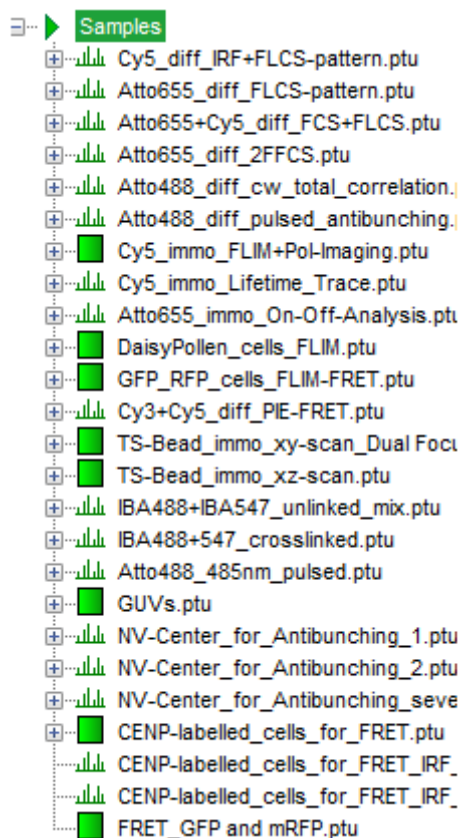 Samples
Cy5_diff_IRF+FLCS-pattern.ptu
Atto655_diff_FLCS-pattern.ptu
Atto655+Cy5_diff_FCS+FLCS.ptu
Atto655_diff_2FFCS.ptu
Atto488_diff_cw_total_correlation.
Atto488_diff_pulsed_antibunching.
Cy5_immo_FLIM+Pol-Imaging.ptu
Cy5_immo_Lifetime_Trace.ptu
Atto655_immo_On-Off-Analysis.ptu
DaisyPollen_cells_FLIM.ptu
GFP_RFP_cells_FLIM-FRET.ptu
Cy3+Cy5_diff_PIE-FRET.ptu
TS-Bead_immo_xy-scan_Dual Focu
TS-Bead_immo_xz-scan.ptu
IBA488+IBA547_unlinked_mix.ptu
IBA488+547_crosslinked.ptu
Atto488_485nm_pulsed.ptu
GUVs.ptu
NV-Center_for_Antibunching_1.ptu
NV-Center_for_Antibunching_2.ptu
NV-Center_for_Antibunching_seve
CENP-labelled_cells_for_FRET.ptu
CENP-labelled_cells_for_FRET_IRF_
CENP-labelled_cells_for_FRET_IRF_
FRET_GFP and mRFP.ptu